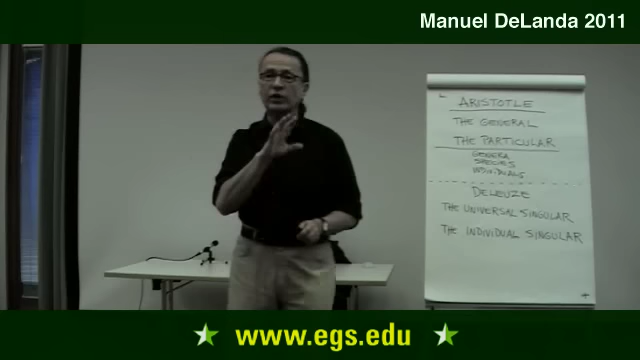 Manuel DeLanda 2011
ARISTOTLE
THE GENERAL
THE PARTICULAR
GENERA
SPECIES
INDIVIDUALS
DELEUZE
THE UNIVERSAL SINGULAR
THE INDIVIDUAL SINGULAR
www.egs.edu